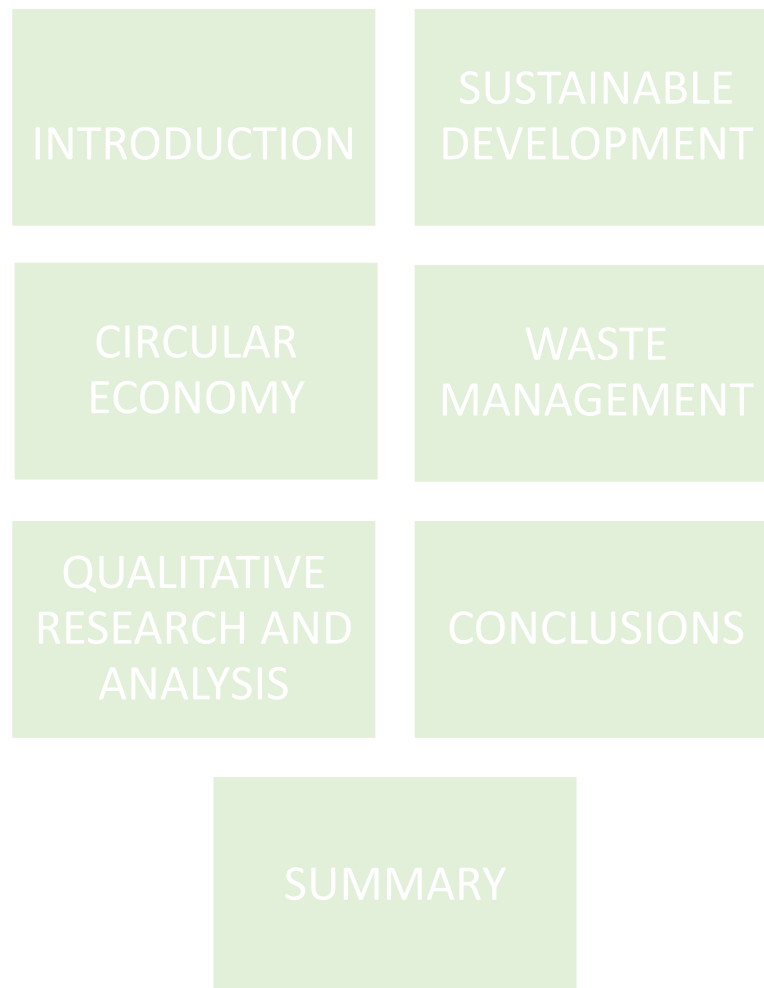 INTRODUCTION
SUSTAINABLE
DEVELOPMENT
CIRCULAR
ECONOMY
WASTE
MANAGEMENT
QUALITATIVE
RESEARCH AND
ANALYSIS
CONCLUSIONS
SUMMARY